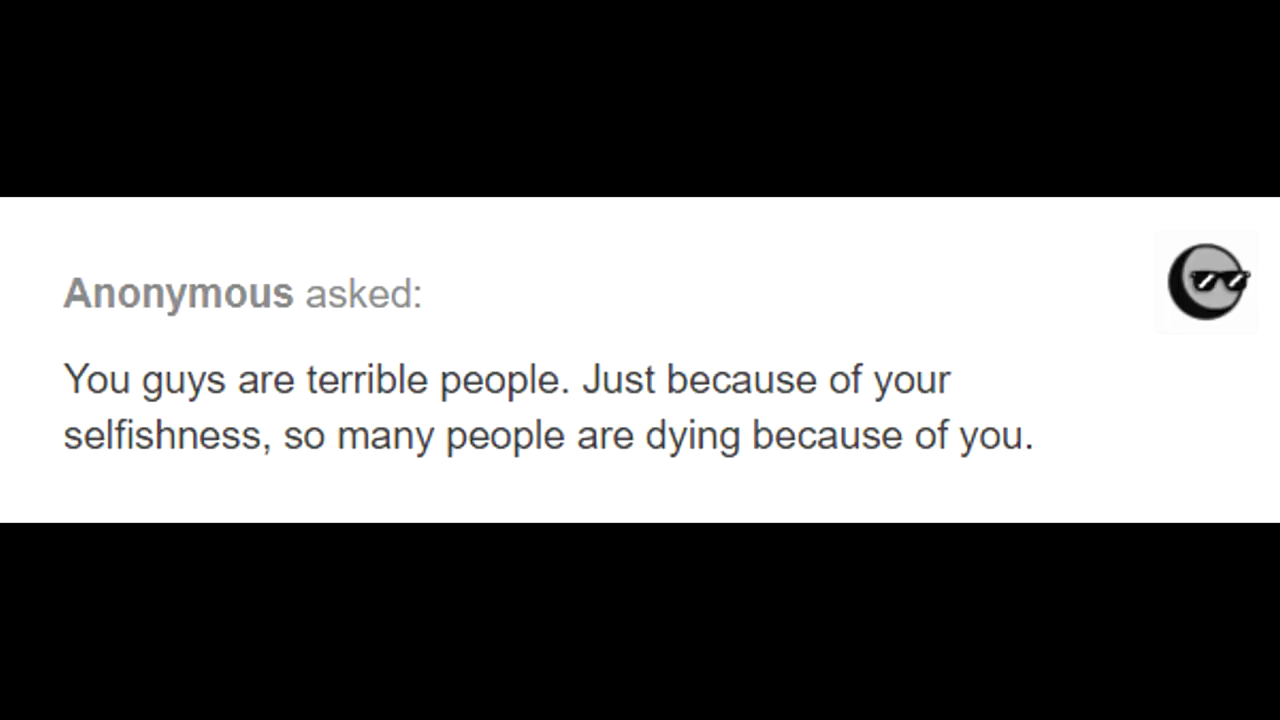 Anonymous asked:
You guys are terrible people. Just because of your
selfishness, so many people are dying because of you.